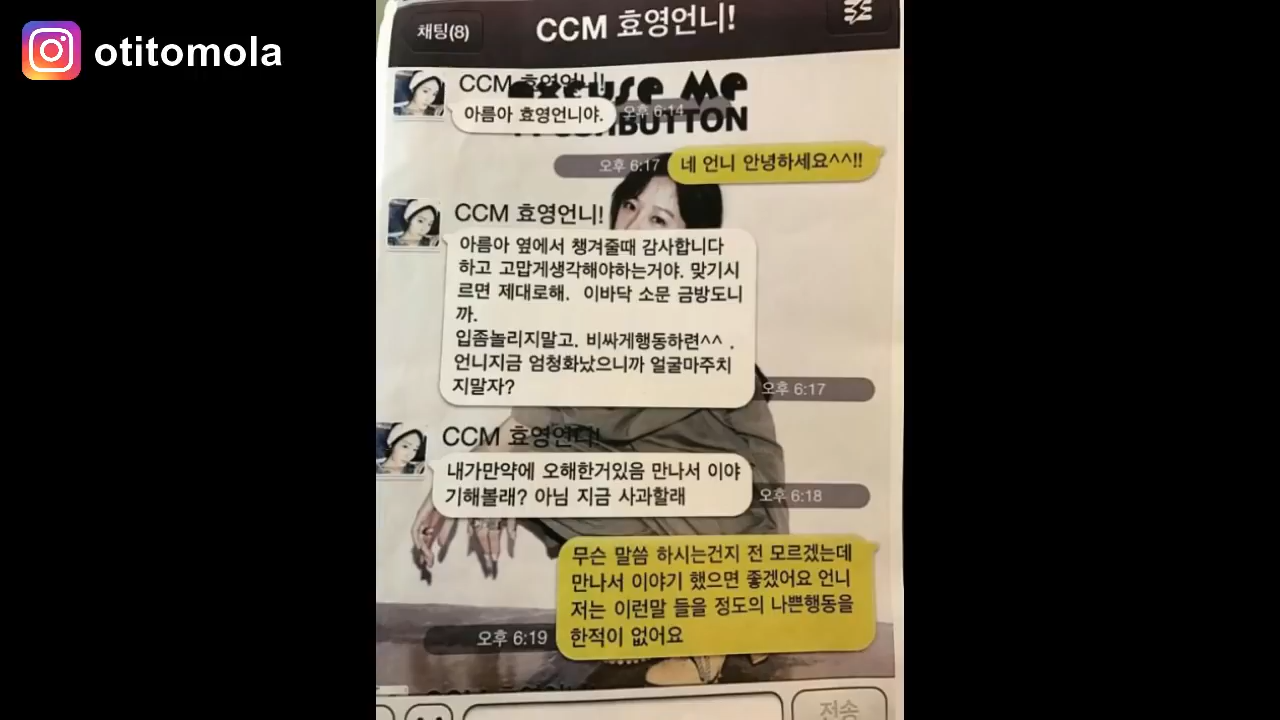 otitomola
채팅(8)
CCM 효영언니!
CCM 효영언니!
EXCUSE ME
아름아 효영언니야.
오후 6:14
BUTTON
오후 6:17
네 언니 안녕하세요^^!!
CCM 효영언니!
아름아 옆에서 챙겨줄때 감사합니다
하고 고맙게생각해야하는거야. 맞기시
르면 제대로해. 이바닥 소문 금방도니
까.
입좀놀리지말고. 비싸게행동하련^^ .
언니지금 엄청화났으니까 얼굴마주치
지말자?
오후 6:17
CCM 효영언니!
내가만약에 오해한거있음 만나서 이야
기해볼래? 아님 지금 사과할래
오후 6:18
무슨 말씀 하시는건지 전 모르겠는데
만나서 이야기 했으면 좋겠어요 언니
저는 이런말 들을 정도의 나쁜행동을
한적이 없어요
오후 6:19
전송